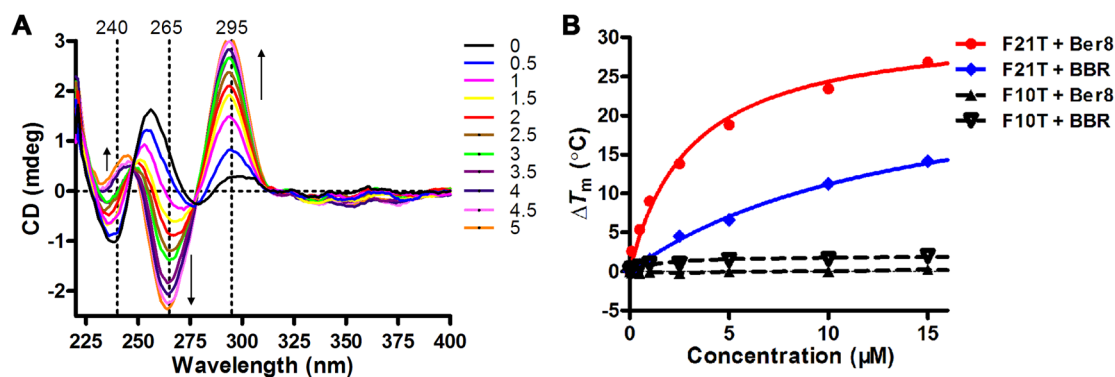 A
240 265 295
CD (mdeg)
3
2
1
0
-1
-2
225 250 275 300 325 350 375 400
Wavelength (nm)
0
0.5
1
1.5
2
2.5
3
3.5
4
4.5
5
B
ΔTm (°C)
30
25
20
15
10
5
0
0 5 10 15
Concentration (µM)
F21T + Ber8
F21T + BBR
F10T + Ber8
F10T + BBR